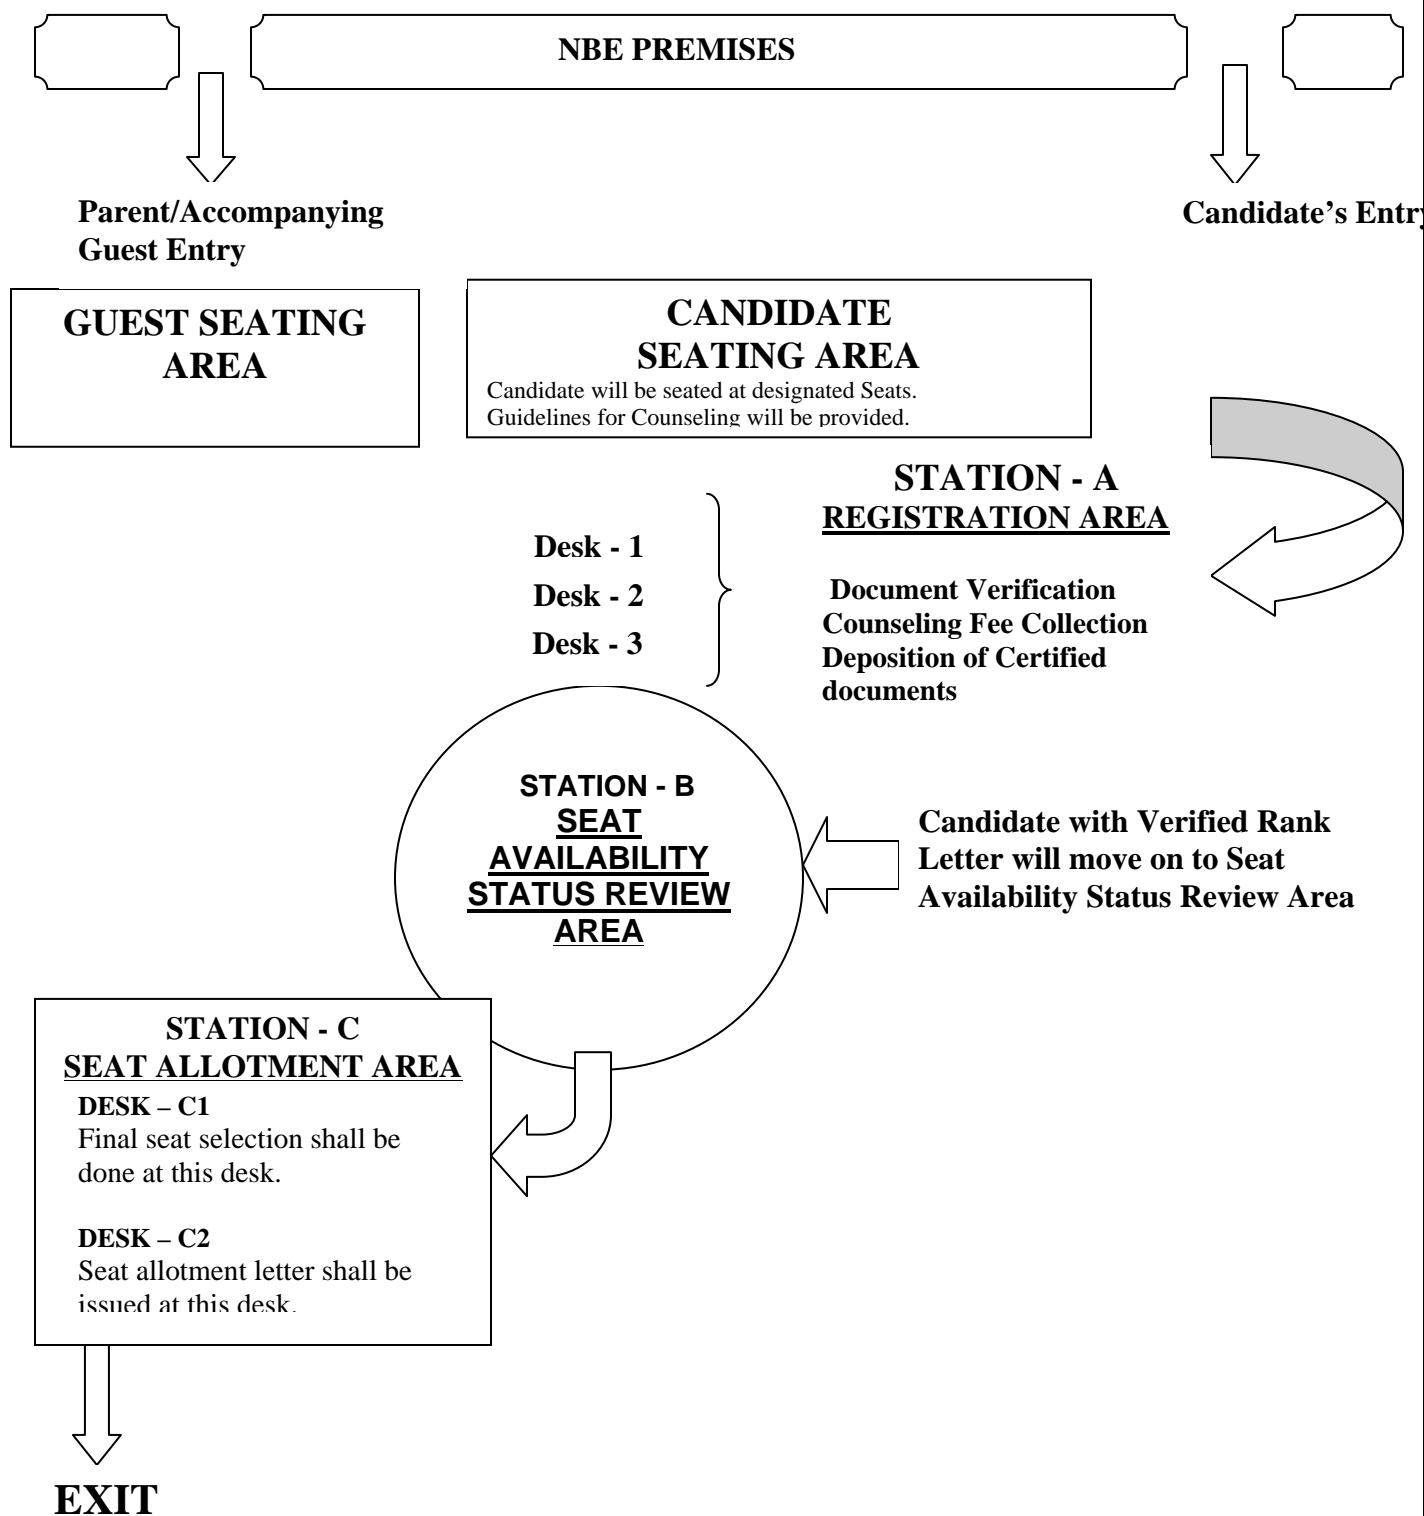 NBE PREMISES
Parent/Accompanying
Guest Entry
Candidate's Entry
GUEST SEATING
AREA
CANDIDATE
SEATING AREA
Candidate will be seated at designated Seats.
Guidelines for Counseling will be provided.
STATION - A
REGISTRATION AREA
Desk - 1
Desk - 2
Desk - 3
Document Verification
Counseling Fee Collection
Deposition of Certified
documents
STATION - B
SEAT
AVAILABILITY
STATUS REVIEW
AREA
Candidate with Verified Rank
Letter will move on to Seat
Availability Status Review Area
STATION - C
SEAT ALLOTMENT AREA
DESK – C1
Final seat selection shall be
done at this desk.
DESK – C2
Seat allotment letter shall be
issued at this desk.
EXIT